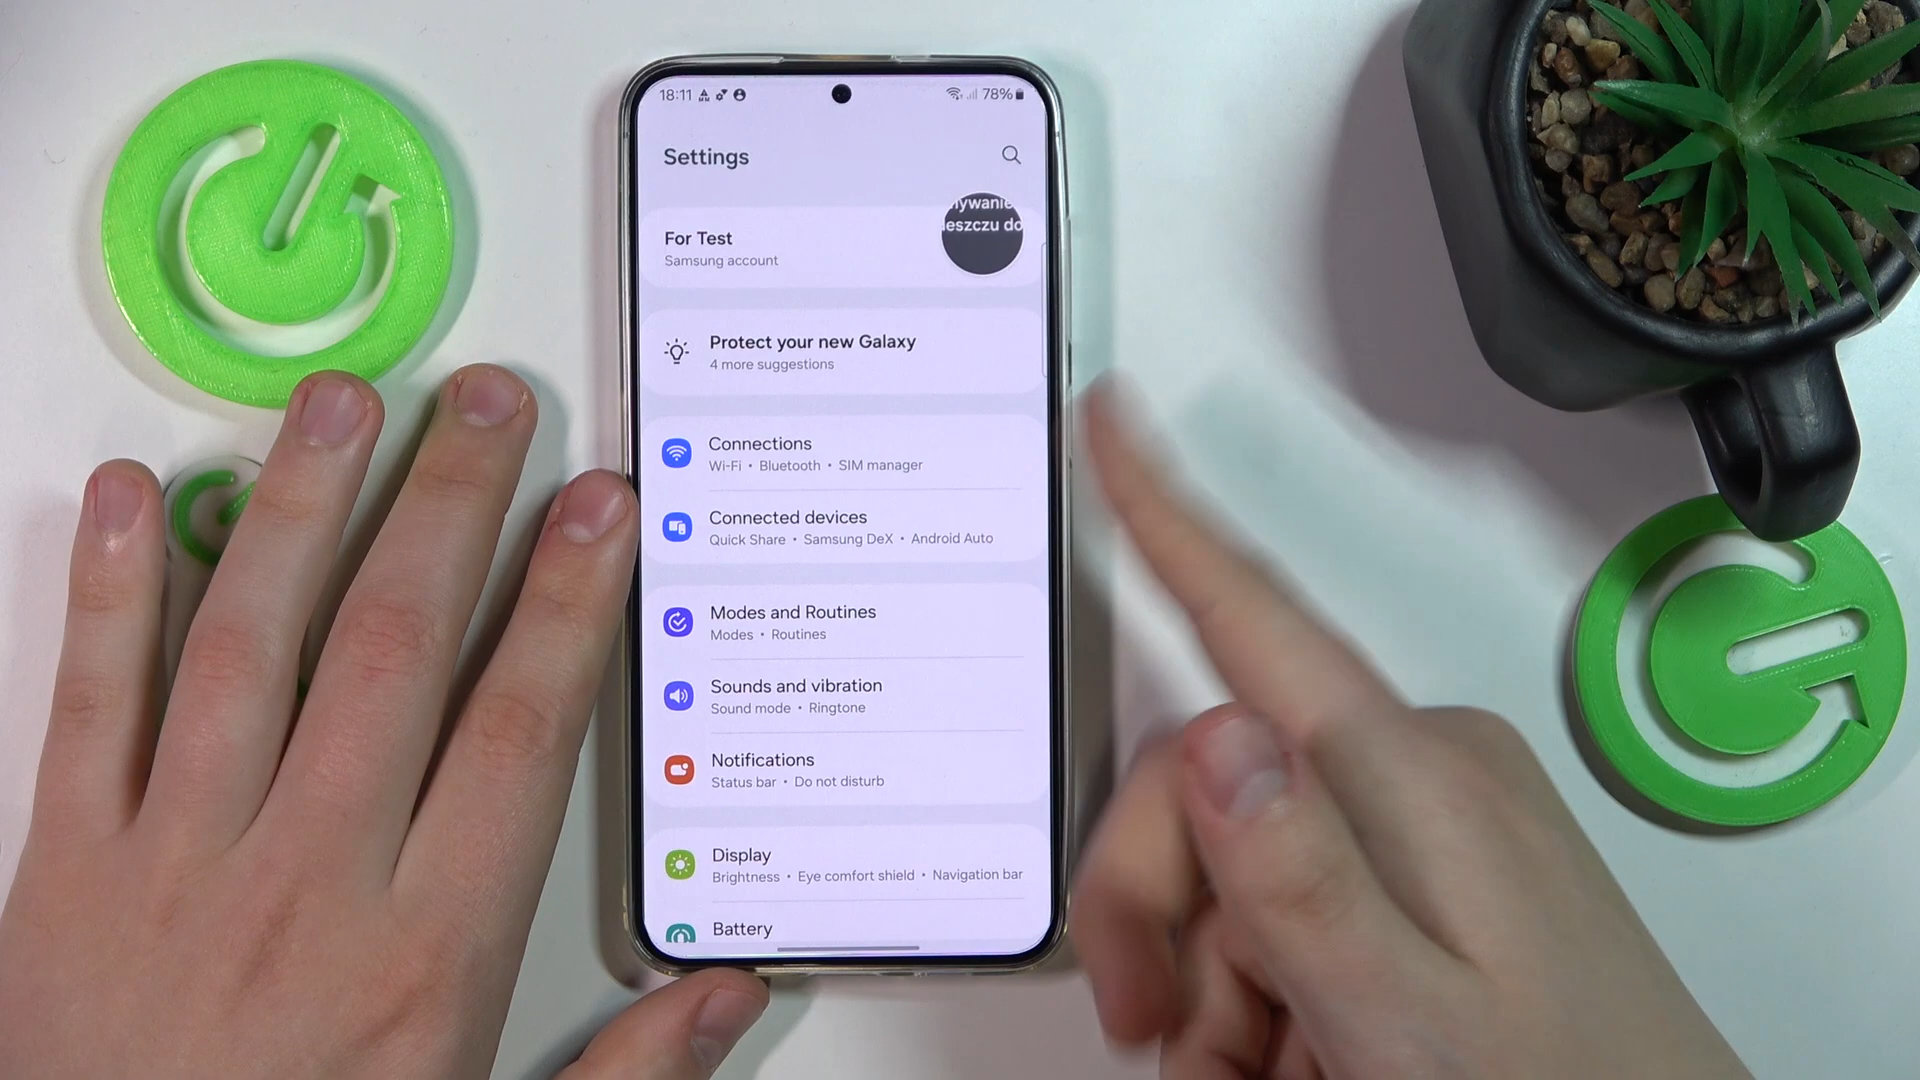 18:11
78%
Settings
For Test
Samsung account
eszczu do
Protect your new Galaxy
4 more suggestions
Connections
Wi-Fi • Bluetooth • SIM manager
Connected devices
Quick Share • Samsung DeX • Android Auto
Modes and Routines
Modes • Routines
Sounds and vibration
Sound mode • Ringtone
Notifications
Status bar • Do not disturb
Display
Brightness • Eye comfort shield • Navigation bar
Battery